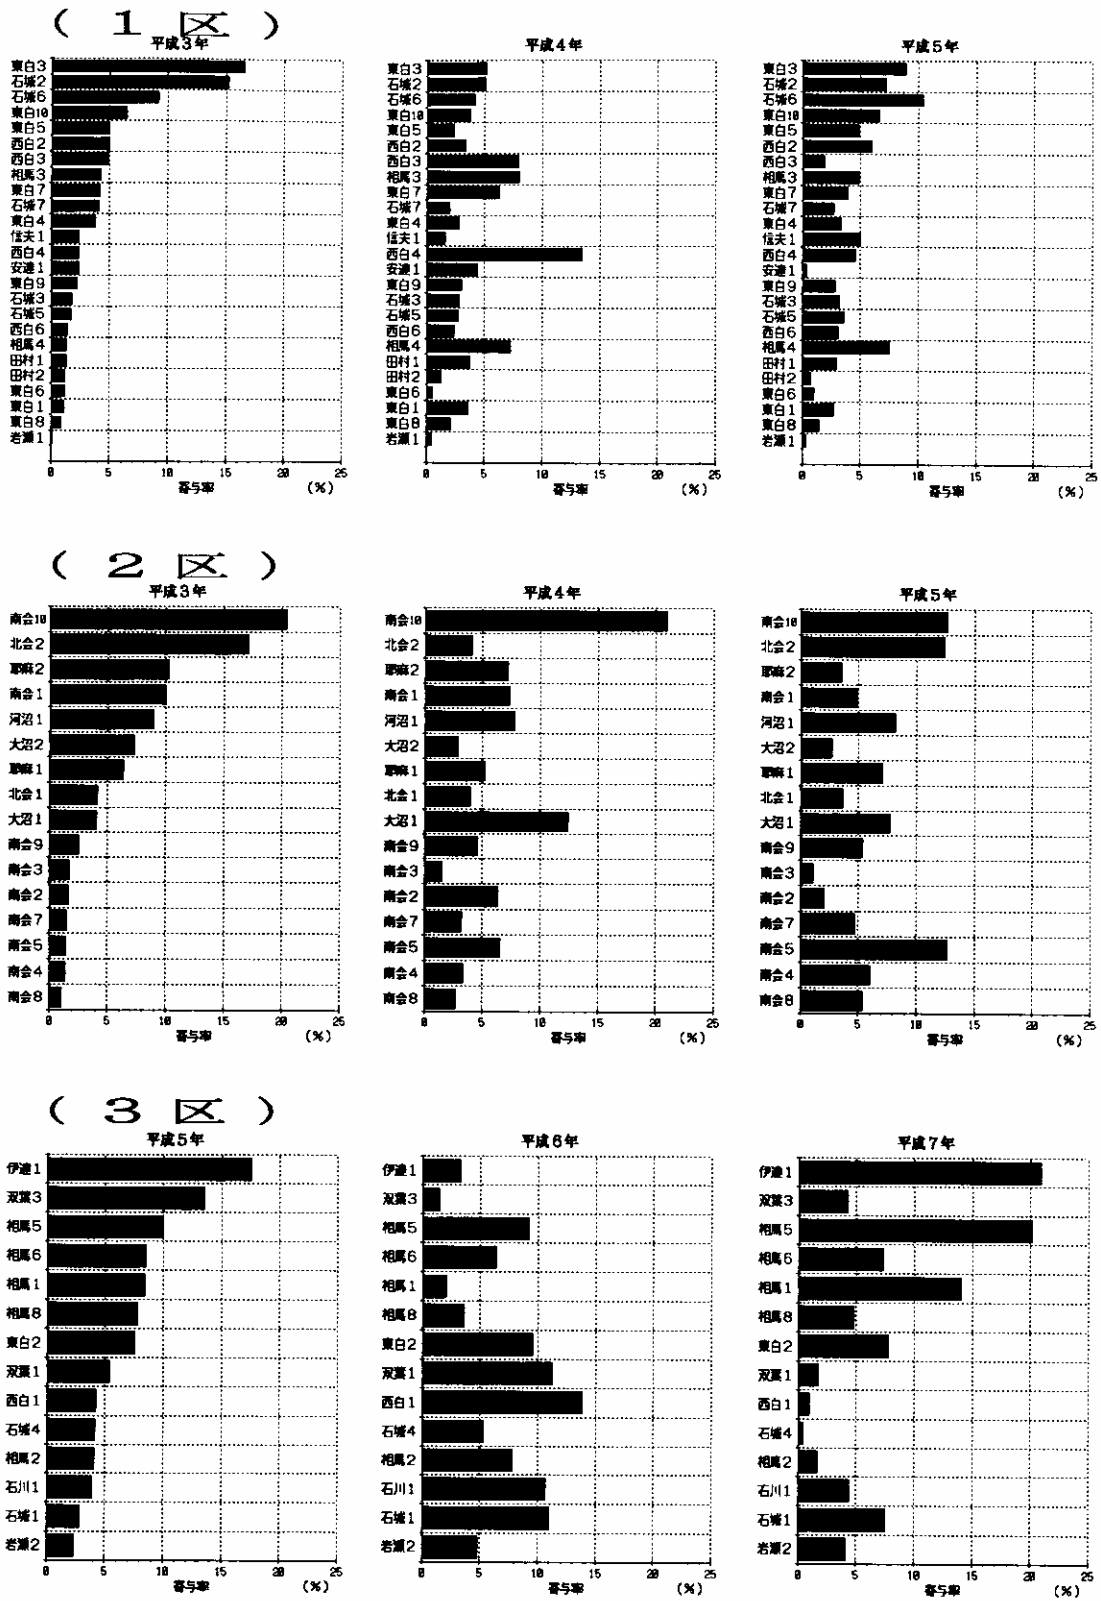 ( 1 区 )
平成3年
東白3
石城2
石城6
東白10
東白5
西白2
西白3
相馬3
東白7
石城7
東白4
信夫1
西白4
安達1
東白9
石城3
石城5
西白6
相馬4
田村1
田村2
東白6
東白1
東白8
岩瀬1
0 5 10 15 20 25
寄与率 (%)
平成4年
東白3
石城2
石城6
東白10
東白5
西白2
西白3
相馬3
東白7
石城7
東白4
信夫1
西白4
安達1
東白9
石城3
石城5
西白6
相馬4
田村1
田村2
東白6
東白1
東白8
岩瀬1
0 5 10 15 20 25
寄与率 (%)
平成5年
東白3
石城2
石城6
東白10
東白5
西白2
西白3
相馬3
東白7
石城7
東白4
信夫1
西白4
安達1
東白9
石城3
石城5
西白6
相馬4
田村1
田村2
東白6
東白1
東白8
岩瀬1
0 5 10 15 20 25
寄与率 (%)
( 2 区 )
平成3年
南会10
北会2
耶麻2
南会1
河沼1
大沼2
耶麻1
北会1
大沼1
南会9
南会3
南会2
南会7
南会5
南会4
南会8
0 5 10 15 20 25
寄与率 (%)
平成4年
南会10
北会2
耶麻2
南会1
河沼1
大沼2
耶麻1
北会1
大沼1
南会9
南会3
南会2
南会7
南会5
南会4
南会8
0 5 10 15 20 25
寄与率 (%)
平成5年
南会10
北会2
耶麻2
南会1
河沼1
大沼2
耶麻1
北会1
大沼1
南会9
南会3
南会2
南会7
南会5
南会4
南会8
0 5 10 15 20 25
寄与率 (%)
( 3 区 )
平成5年
伊達1
双葉3
相馬5
相馬6
相馬1
相馬8
東白2
双葉1
西白1
石城4
相馬2
石川1
石城1
岩瀬2
0 5 10 15 20 25
寄与率 (%)
平成6年
伊達1
双葉3
相馬5
相馬6
相馬1
相馬8
東白2
双葉1
西白1
石城4
相馬2
石川1
石城1
岩瀬2
0 5 10 15 20 25
寄与率 (%)
平成7年
伊達1
双葉3
相馬5
相馬6
相馬1
相馬8
東白2
双葉1
西白1
石城4
相馬2
石川1
石城1
岩瀬2
0 5 10 15 20 25
寄与率 (%)